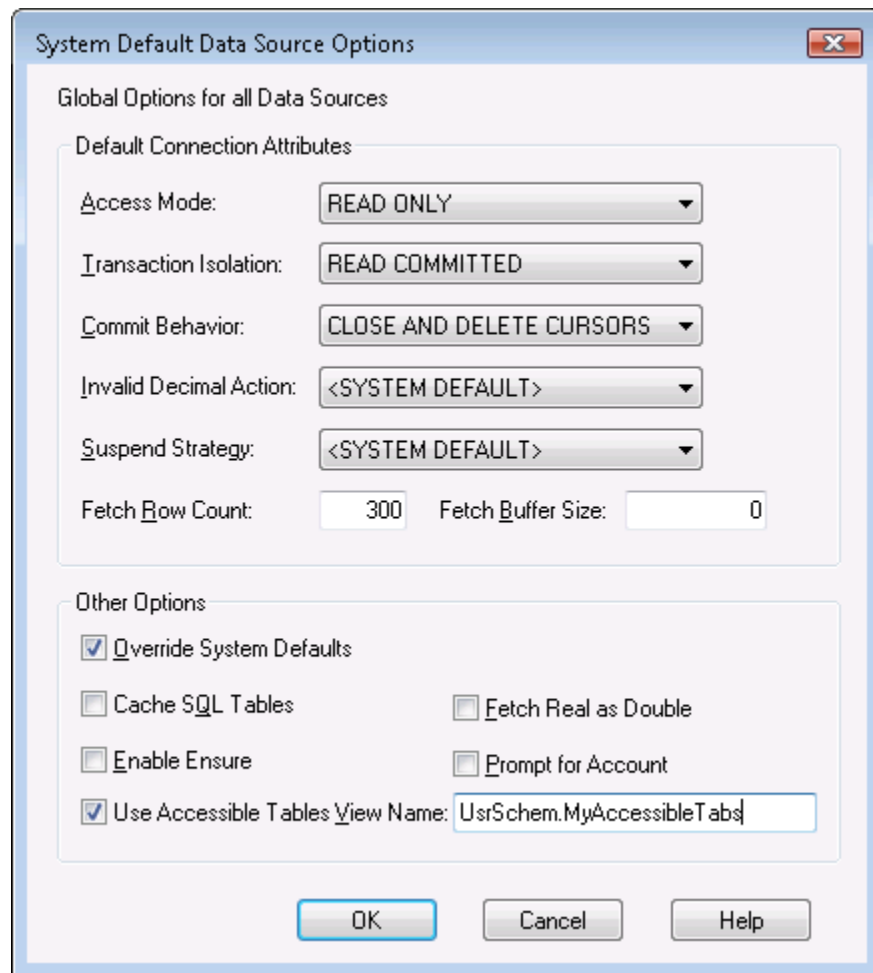 System Default Data Source Options
Global Options for all Data Sources
Default Connection Attributes
Access Mode: READ ONLY
Transaction Isolation: READ COMMITTED
Commit Behavior: CLOSE AND DELETE CURSORS
Invalid Decimal Action: <SYSTEM DEFAULT>
Suspend Strategy: <SYSTEM DEFAULT>
Fetch Row Count: 300 Fetch Buffer Size: 0
Other Options
Override System Defaults
Cache SQL Tables Fetch Real as Double
Enable Ensure Prompt for Account
Use Accessible Tables View Name: UsrSchem.MyAccessibleTabs
OK Cancel Help